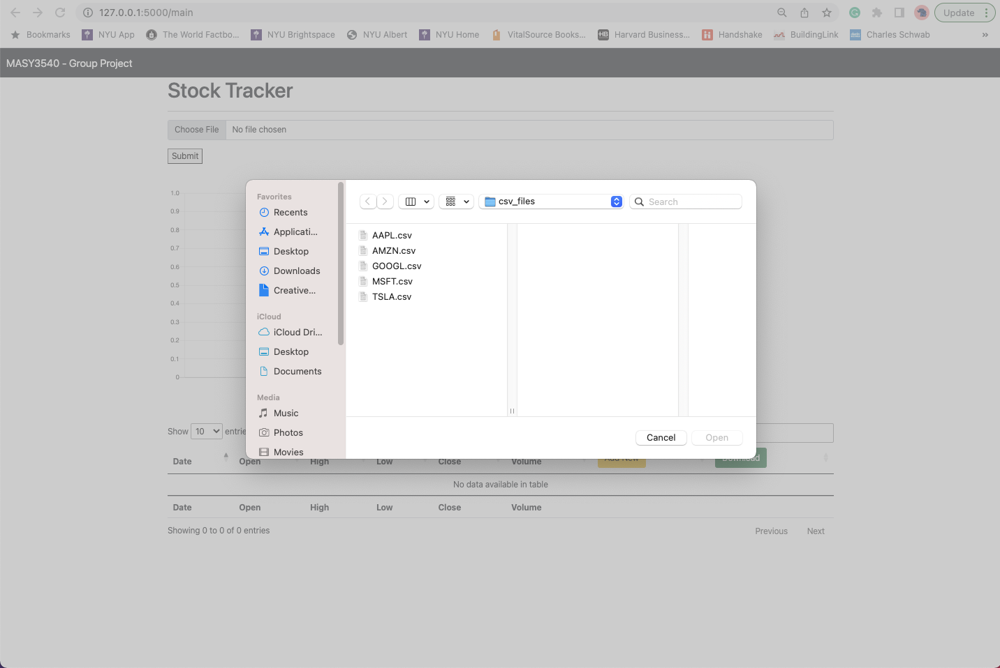 127.0.0.1:5000/main
Update
Bookmarks NYU App The World Factbo... NYU Brightspace NYU Albert NYU Home VitalSource Books... HB Harvard Business... Handshake BuildingLink Charles Schwab »
MASY3540 - Group Project
Stock Tracker
Choose File No file chosen
Submit
1.0
0.9
0.8
0.7
0.6
0.5
0.4
0.3
0.2
0.1
0
Favorites
Recents
Applicati...
Desktop
Downloads
Creative...
iCloud
iCloud Dri...
Desktop
Documents
Media
Music
Photos
Movies
csv_files
Search
AAPL.csv
AMZN.csv
GOOGL.csv
MSFT.csv
TSLA.csv
Cancel Open
Show 10 entrie
Date Open High Low Close Volume Add New Download
No data available in table
Date Open High Low Close Volume
Showing 0 to 0 of 0 entries
Previous Next